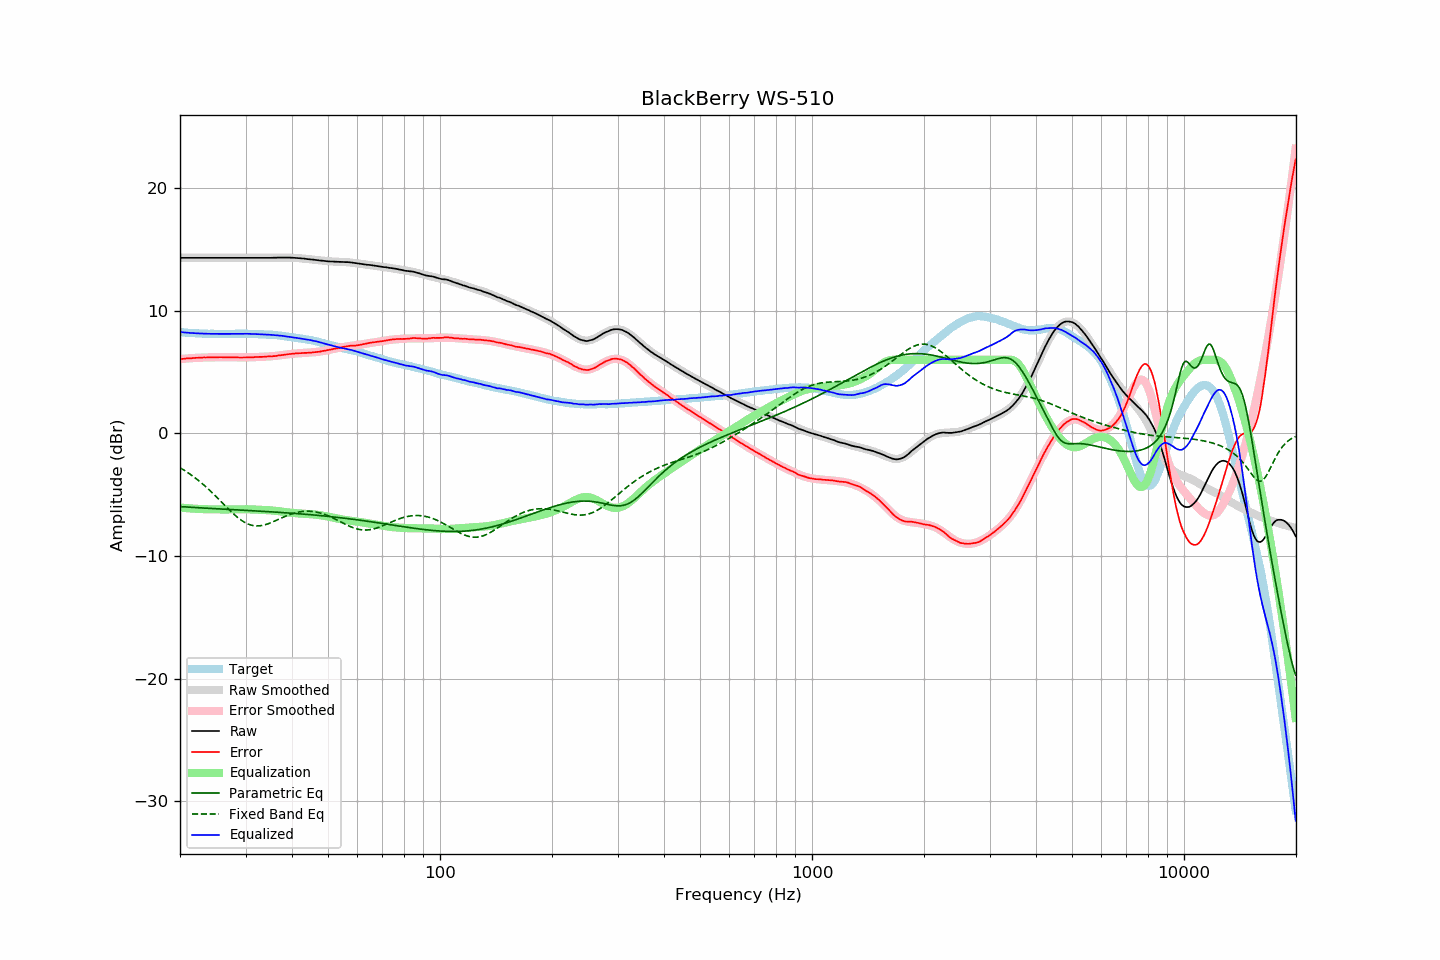 BlackBerry WS-510
Amplitude (dBr)
20
10
0
−10
−20
−30
Target
Raw Smoothed
Error Smoothed
Raw
Error
Equalization
Parametric Eq
Fixed Band Eq
Equalized
100
1000
10000
Frequency (Hz)